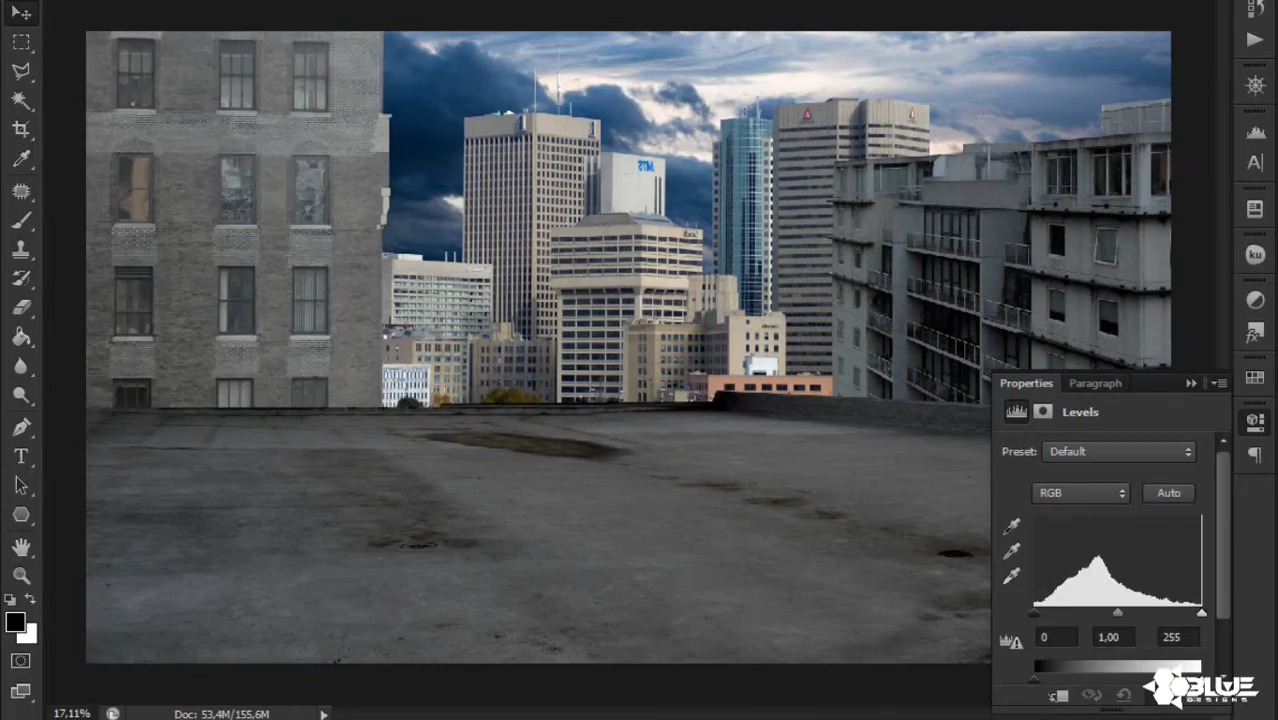 Properties
Paragraph
Levels
Preset: Default
RGB
Auto
0
1,00
255
BLUE
DESIGNS
17,11%
Doc: 53,4M/155,6M